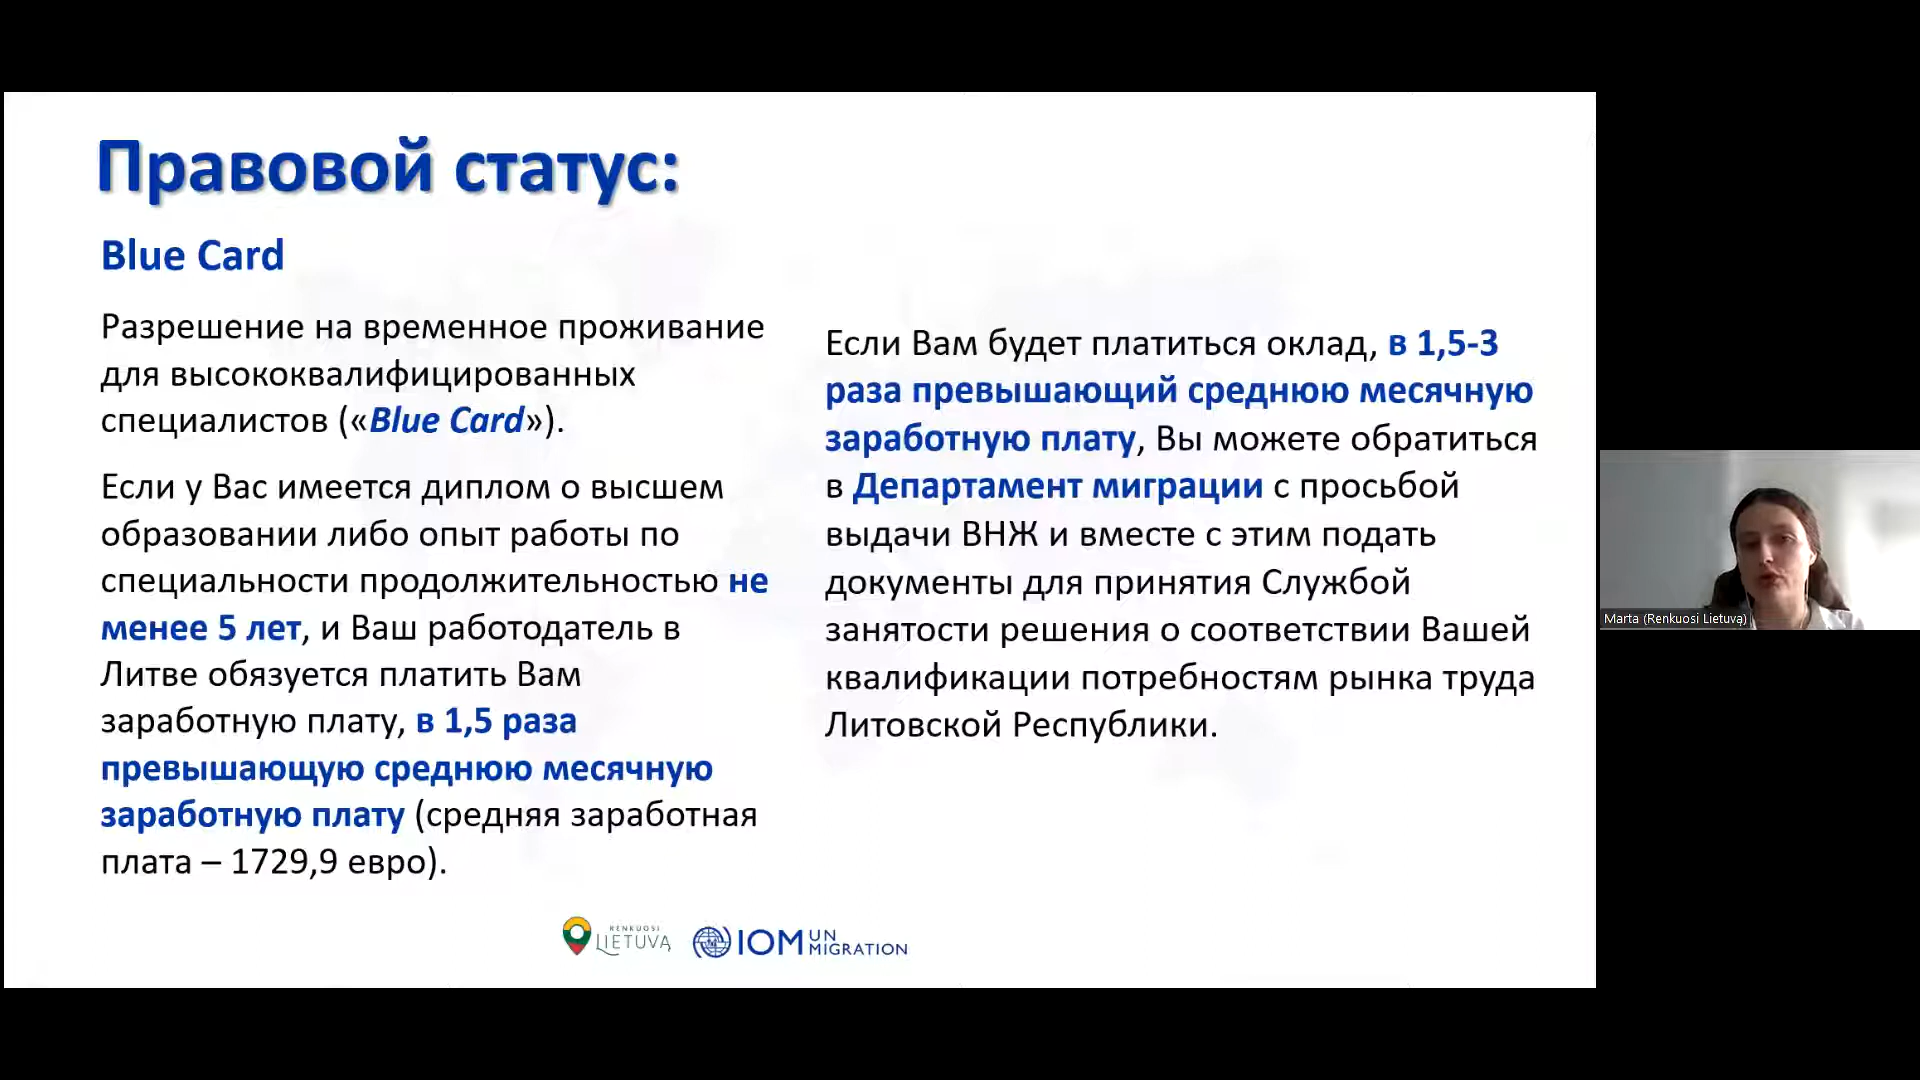 Правовой статус:
Blue Card
Разрешение на временное проживание
для высококвалифицированных
специалистов («Blue Card»).
Если у Вас имеется диплом о высшем
образовании либо опыт работы по
специальности продолжительностью не
менее 5 лет, и Ваш работодатель в
Литве обязуется платить Вам
заработную плату, в 1,5 раза
превышающую среднюю месячную
заработную плату (средняя заработная
плата – 1729,9 евро).
Если Вам будет платиться оклад, в 1,5-3
раза превышающий среднюю месячную
заработную плату, Вы можете обратиться
в Департамент миграции с просьбой
выдачи ВНЖ и вместе с этим подать
документы для принятия Службой
занятости решения о соответствии Вашей
квалификации потребностям рынка труда
Литовской Республики.
RENKUOSI
LIETUVĄ
IOM UN
MIGRATION
Marta (Renkuosi Lietuvą)